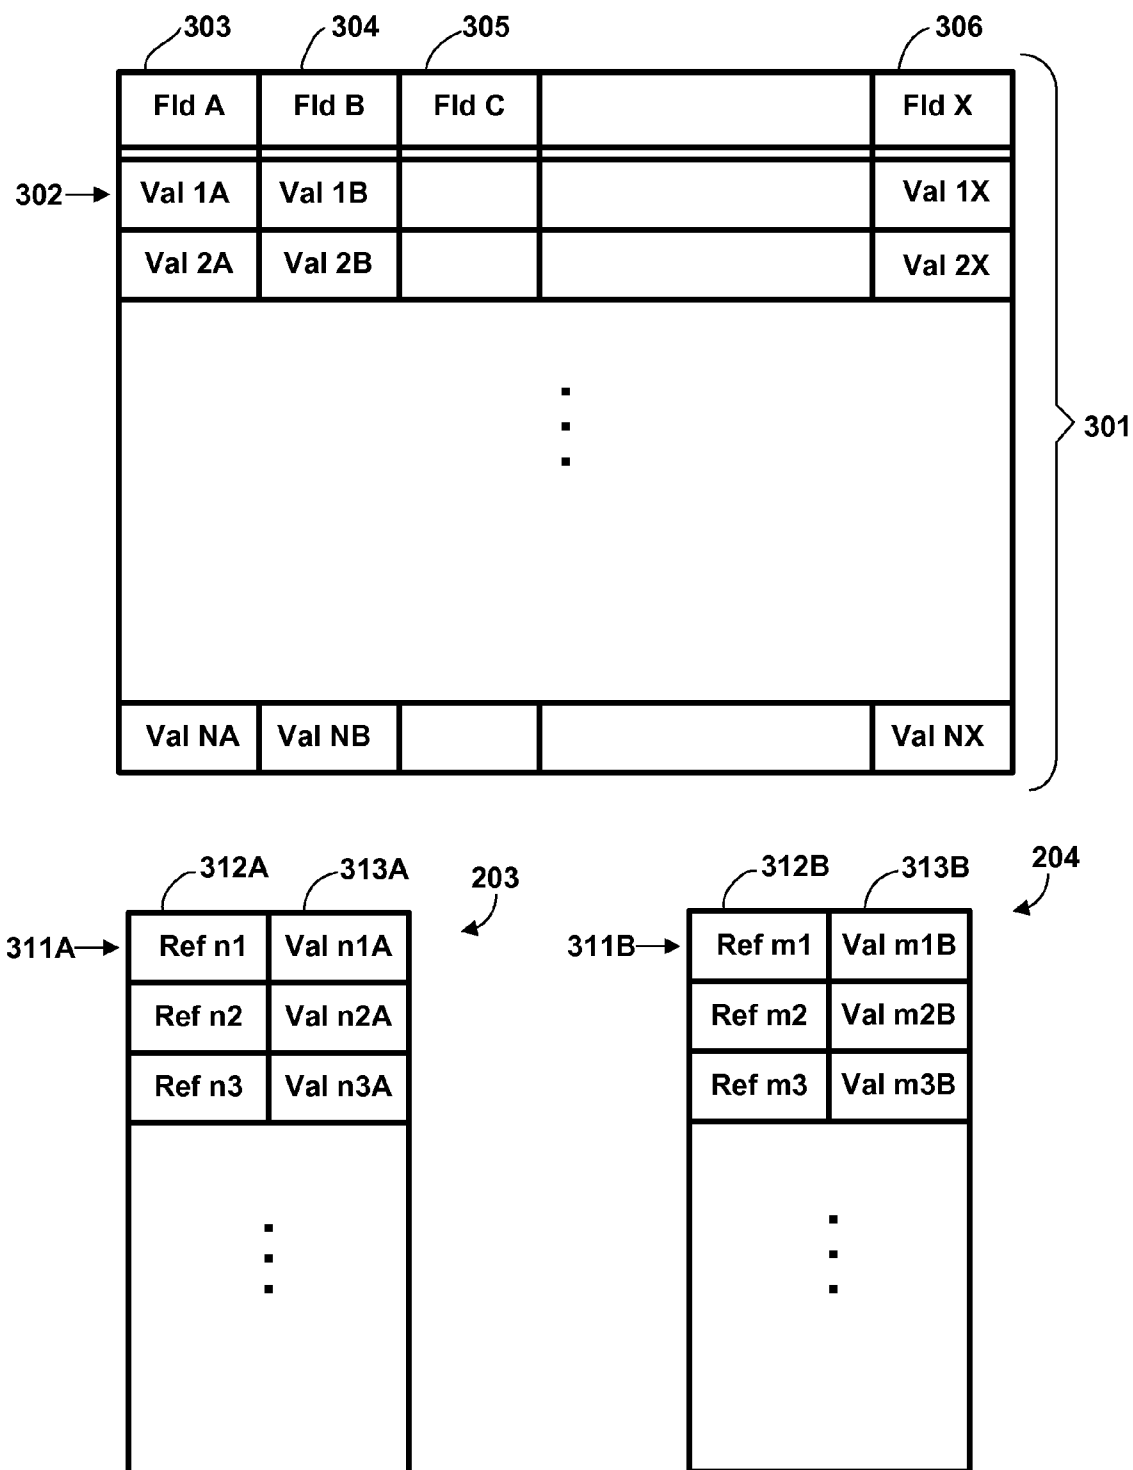 303 304 305 306
Fld A Fld B Fld C Fld X
302 Val 1A Val 1B Val 1X
Val 2A Val 2B Val 2X
301
Val NA Val NB Val NX
312A 313A 203 312B 313B 204
311A Ref n1 Val n1A 311B Ref m1 Val m1B
Ref n2 Val n2A Ref m2 Val m2B
Ref n3 Val n3A Ref m3 Val m3B